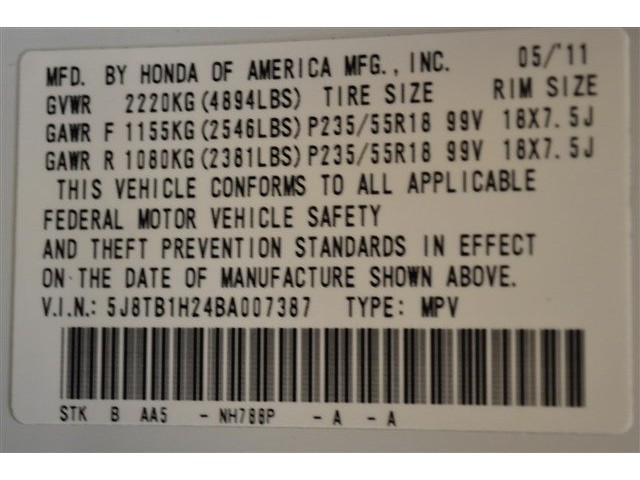 MFD. BY HONDA OF AMERICA MFG., INC. 05/'11
GVWR 2220KG(4894LBS) TIRE SIZE RIM SIZE
GAWR F 1155KG(2546LBS)P235/55R18 99V 18X7.5J
GAWR R 1080KG(2381LBS)P235/55R18 99V 18X7.5J
THIS VEHICLE CONFORMS TO ALL APPLICABLE
FEDERAL MOTOR VEHICLE SAFETY
AND THEFT PREVENTION STANDARDS IN EFFECT
ON THE DATE OF MANUFACTURE SHOWN ABOVE.
V.I.N.: 5J8TB1H24BA007387 TYPE: MPV
STK B AA5 - NH788P - A - A